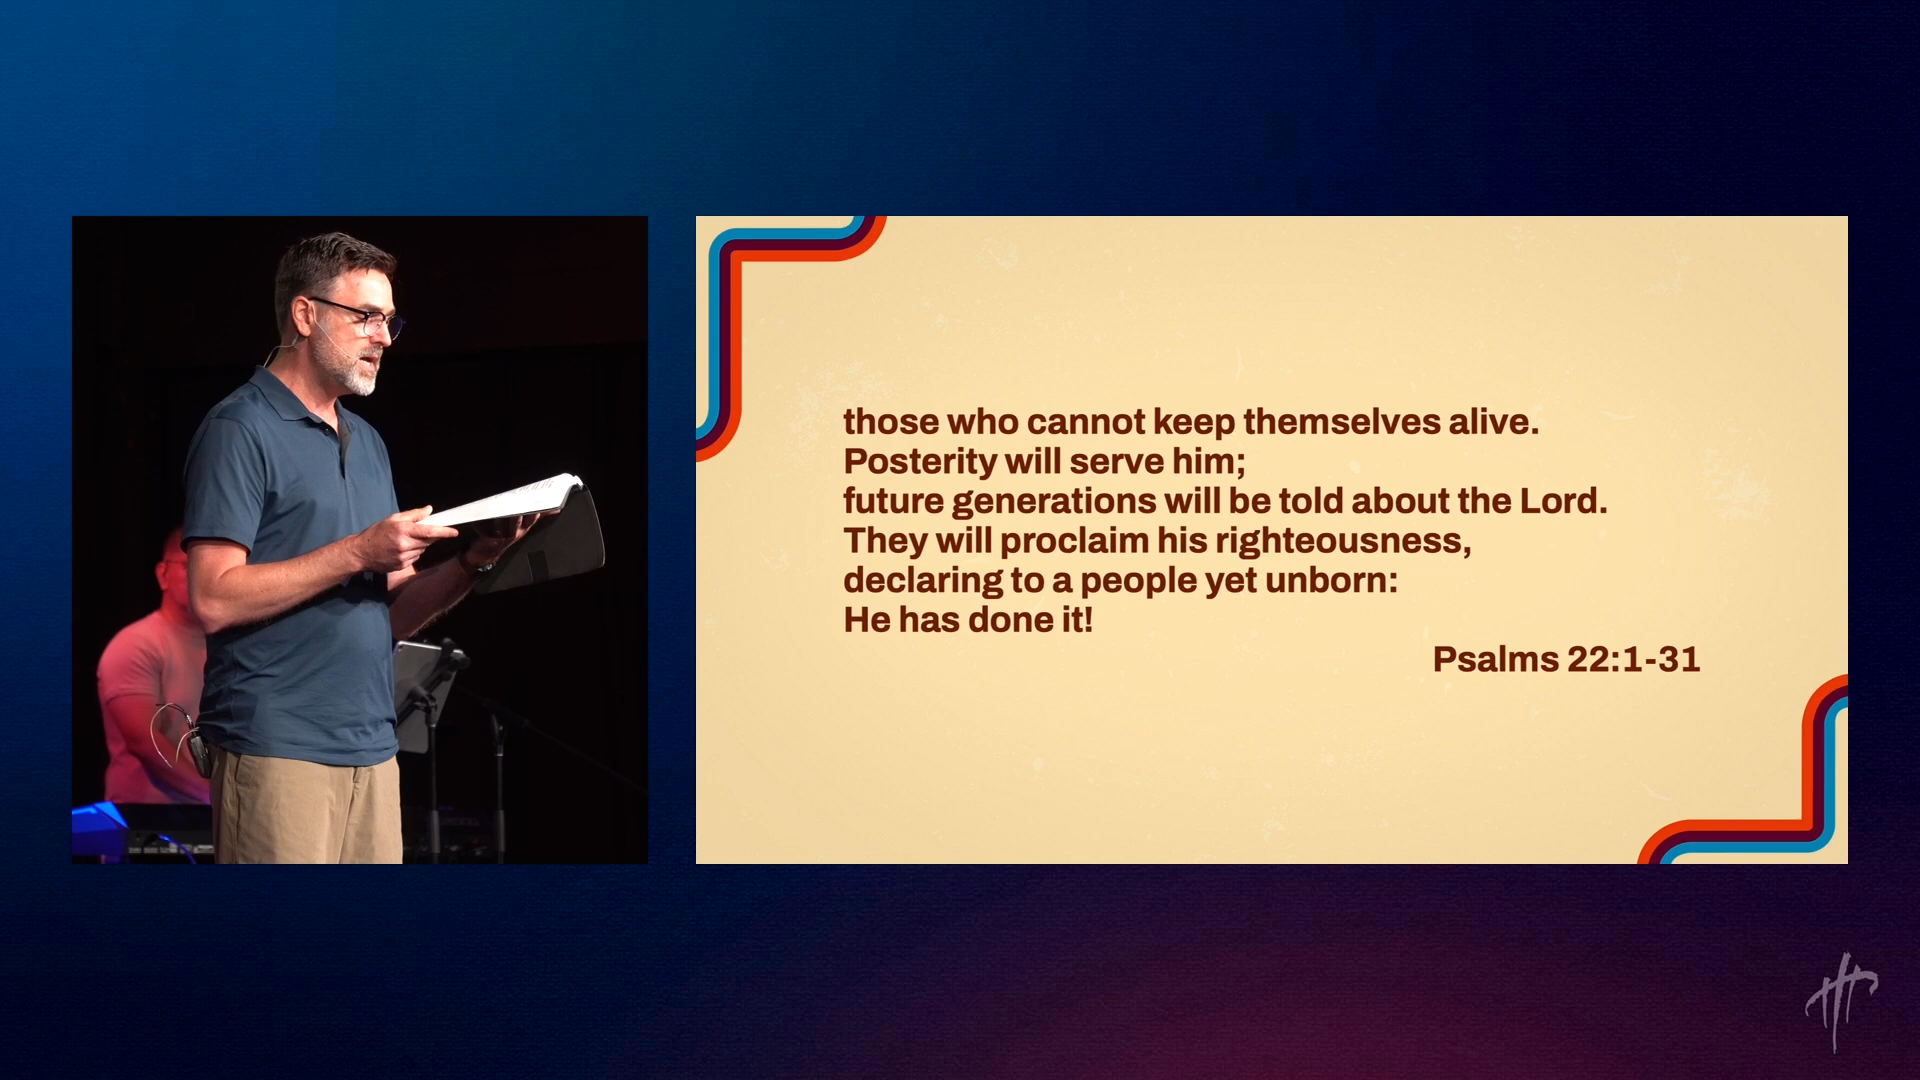 those who cannot keep themselves alive.
Posterity will serve him;
future generations will be told about the Lord.
They will proclaim his righteousness,
declaring to a people yet unborn:
He has done it!
Psalms 22:1-31